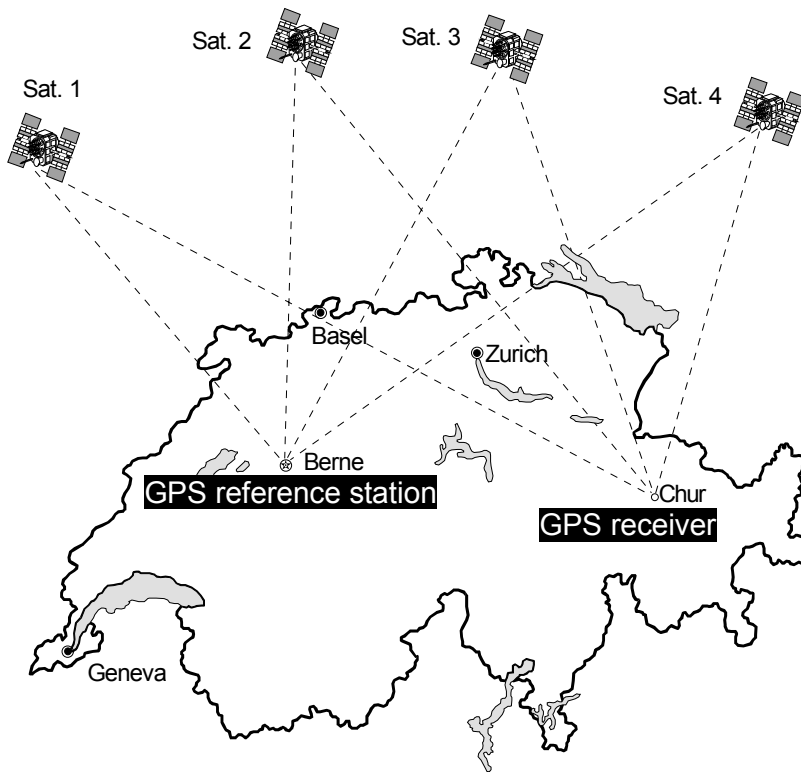 Sat. 2
Sat. 3
Sat. 1
Sat. 4
Basel
Zurich
Berne
GPS reference station
Chur
GPS receiver
Geneva